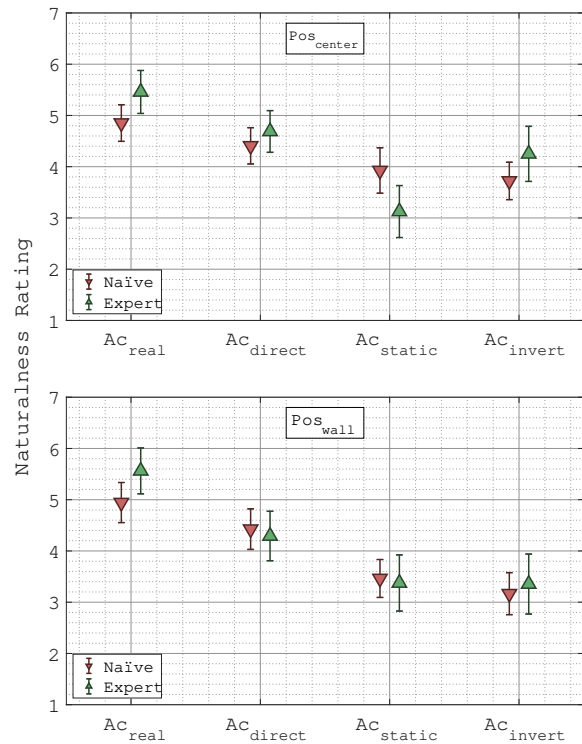 Naturalness Rating
7
Pos_center
6
5
4
3
2
Naïve
Expert
1
Ac_real Ac_direct Ac_static Ac_invert
7
Pos_wall
6
5
4
3
2
Naïve
Expert
1
Ac_real Ac_direct Ac_static Ac_invert